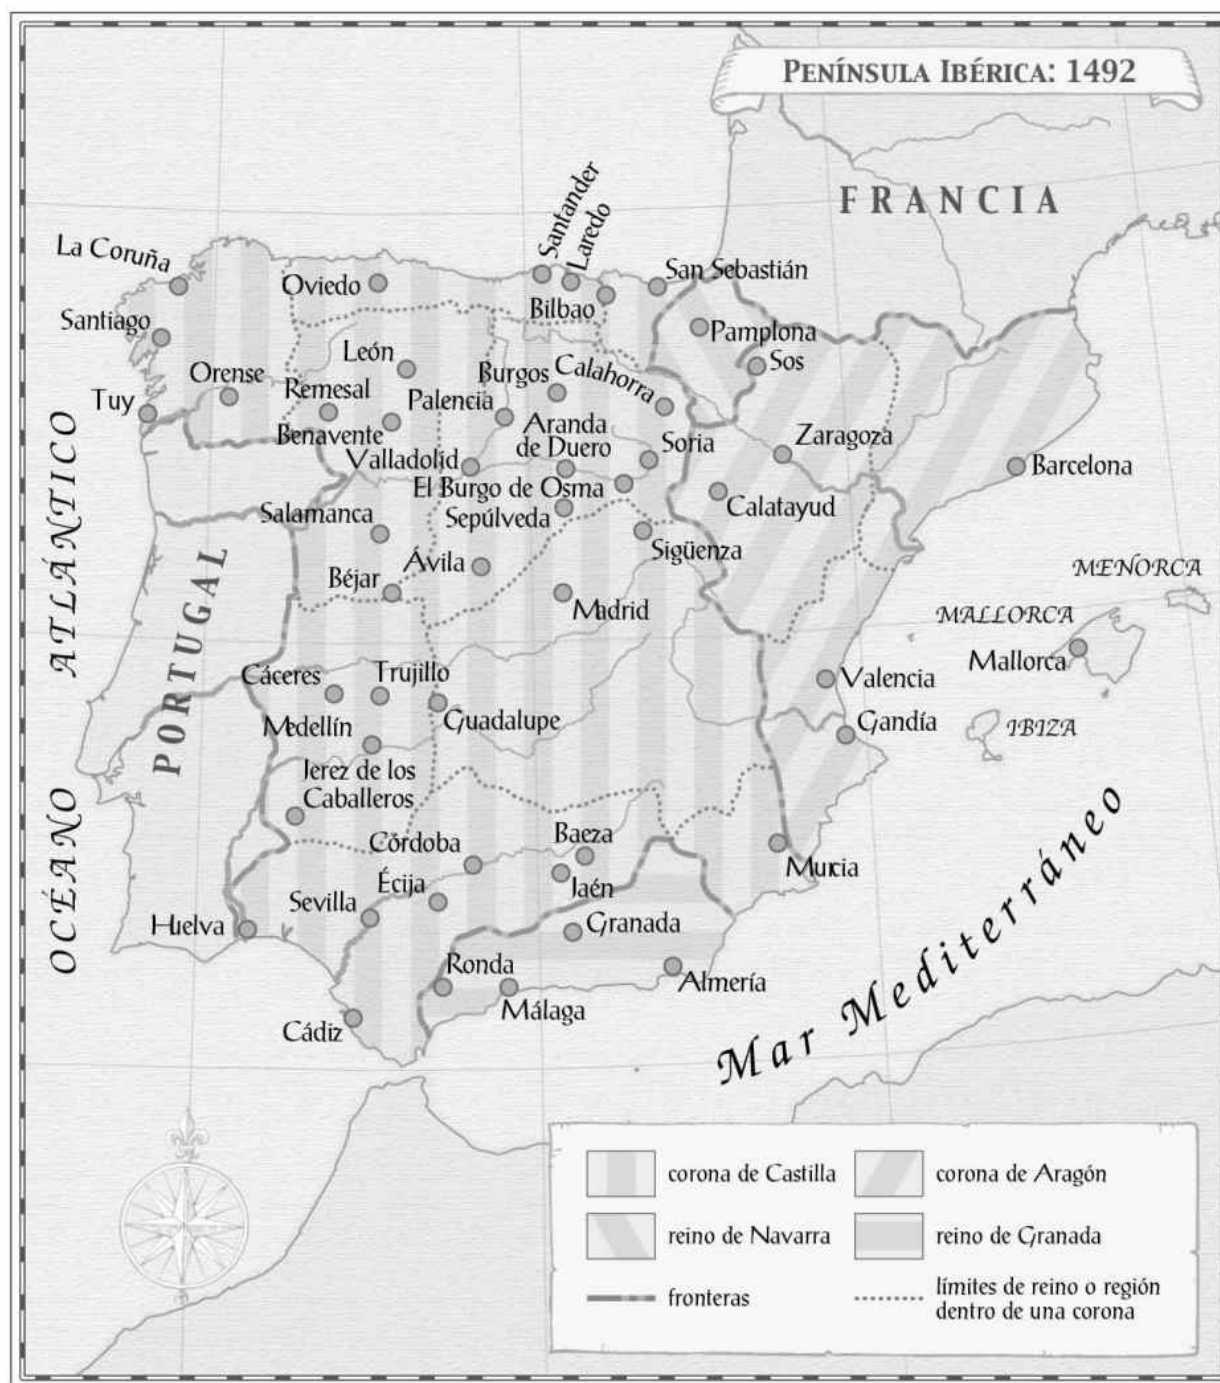 PENÍNSULA IBÉRICA: 1492
FRANCIA
Santander
Laredo
La Coruña
Oviedo
San Sebastián
Bilbao
Santiago
Pamplona
León
Sos
Orense
Burgos
Calahorra
Remesal
Tuy
Palencia
Benavente
Aranda
de Duero
Soria
Zaragoza
Valladolid
Barcelona
El Burgo de Osma
Calatayud
Salamanca
Sepúlveda
Sigüenza
Ávila
Béjar
Madrid
MENORCA
MALLORCA
Mallorca
OCÉANO ATLÁNTICO
PORTUGAL
Cáceres
Trujillo
Valencia
Medellín
Guadalupe
Gandía
IBIZA
Jerez de los
Caballeros
Córdoba
Baeza
Murcia
Écija
Jaén
Sevilla
Huelva
Granada
Ronda
Almería
Málaga
Cádiz
Mar Mediterráneo
corona de Castilla
corona de Aragón
reino de Navarra
reino de Granada
fronteras
límites de reino o región
dentro de una corona